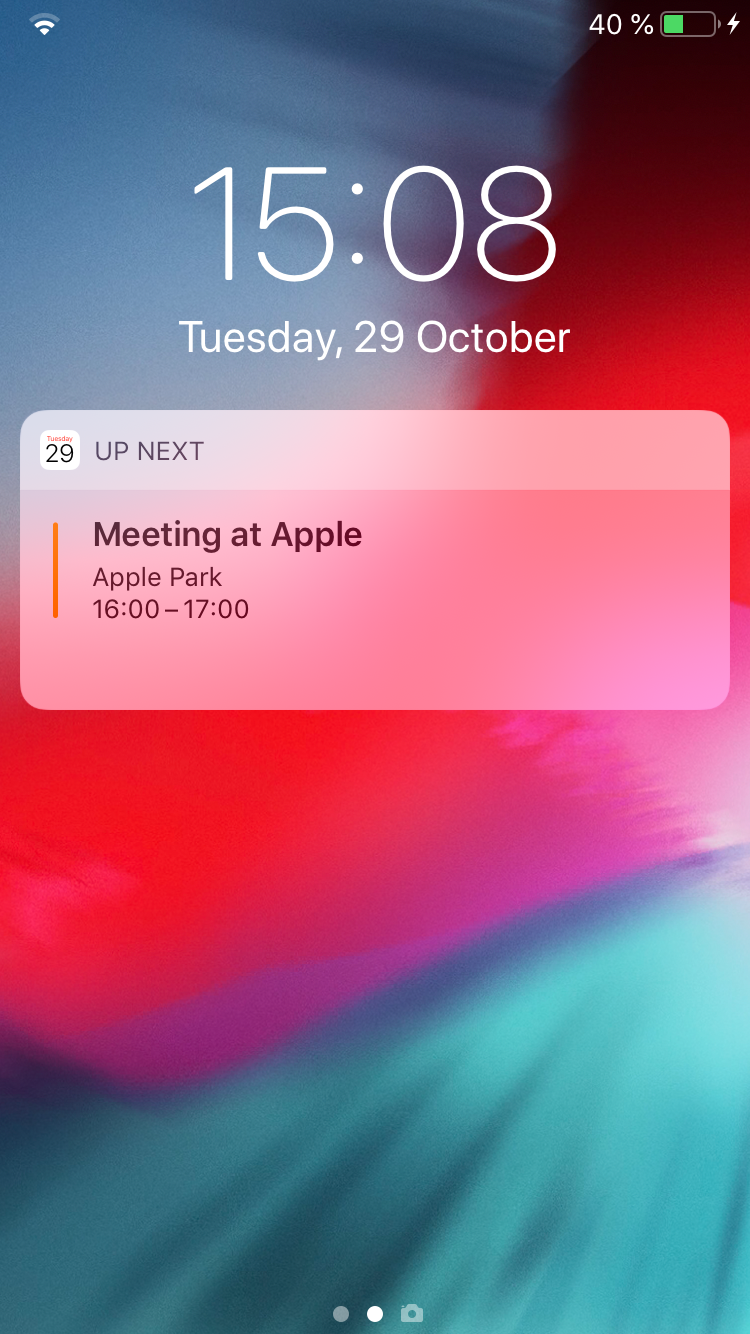 40 %
15:08
Tuesday, 29 October
Tuesday
29
UP NEXT
Meeting at Apple
Apple Park
16:00 – 17:00